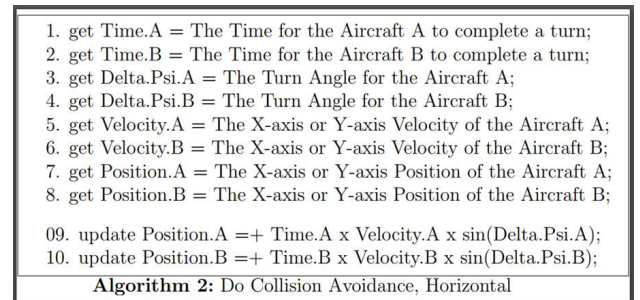 1. get Time.A = The Time for the Aircraft A to complete a turn;
2. get Time.B = The Time for the Aircraft B to complete a turn;
3. get Delta.Psi.A = The Turn Angle for the Aircraft A;
4. get Delta.Psi.B = The Turn Angle for the Aircraft B;
5. get Velocity.A = The X-axis or Y-axis Velocity of the Aircraft A;
6. get Velocity.B = The X-axis or Y-axis Velocity of the Aircraft B;
7. get Position.A = The X-axis or Y-axis Position of the Aircraft A;
8. get Position.B = The X-axis or Y-axis Position of the Aircraft B;
09. update Position.A =+ Time.A x Velocity.A x sin(Delta.Psi.A);
10. update Position.B =+ Time.B x Velocity.B x sin(Delta.Psi.B);
Algorithm 2: Do Collision Avoidance, Horizontal